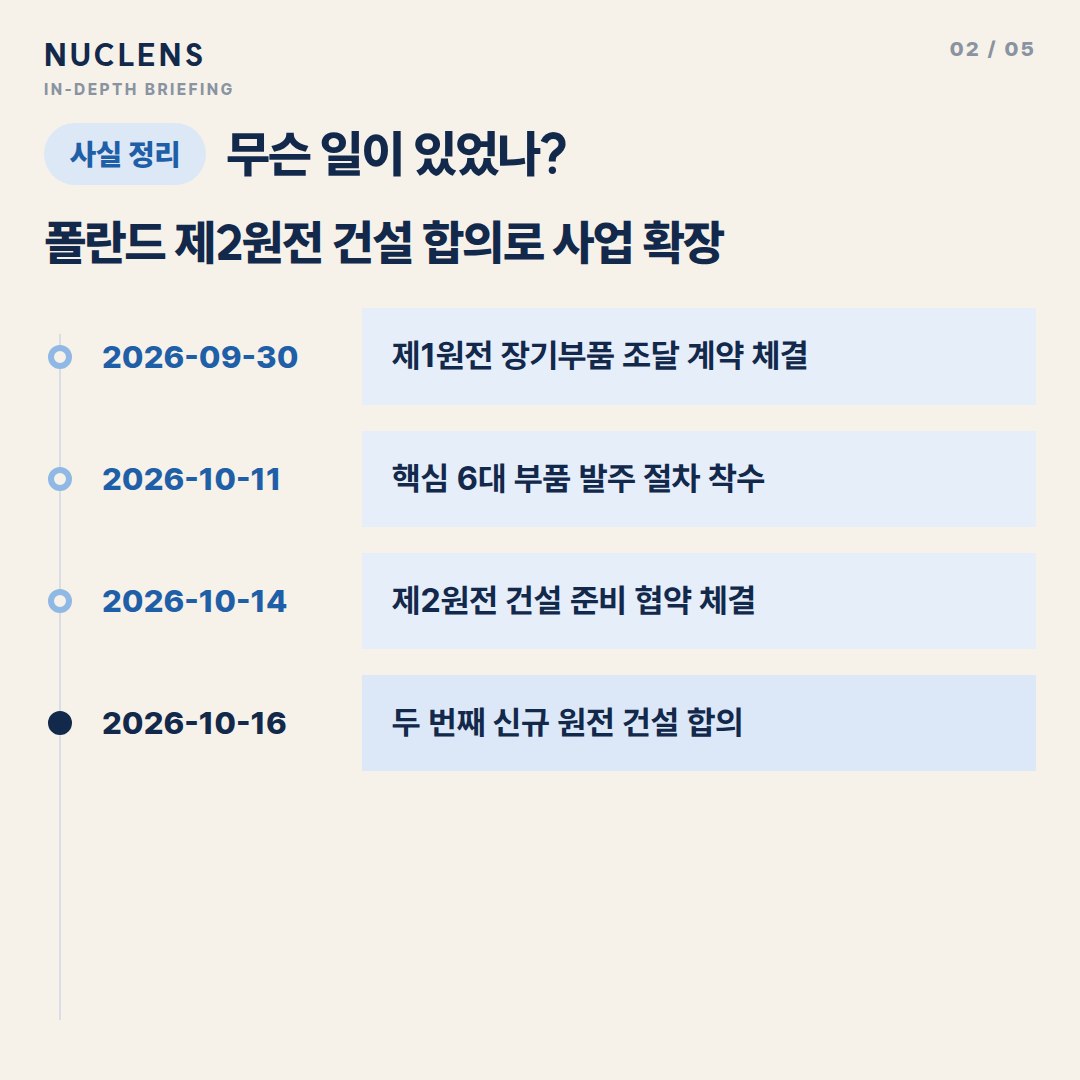 NUCLENS
02 / 05
IN-DEPTH BRIEFING
사실 정리 무슨 일이 있었나?
폴란드 제2원전 건설 합의로 사업 확장
2026-09-30 제1원전 장기부품 조달 계약 체결
2026-10-11 핵심 6대 부품 발주 절차 착수
2026-10-14 제2원전 건설 준비 협약 체결
2026-10-16 두 번째 신규 원전 건설 합의